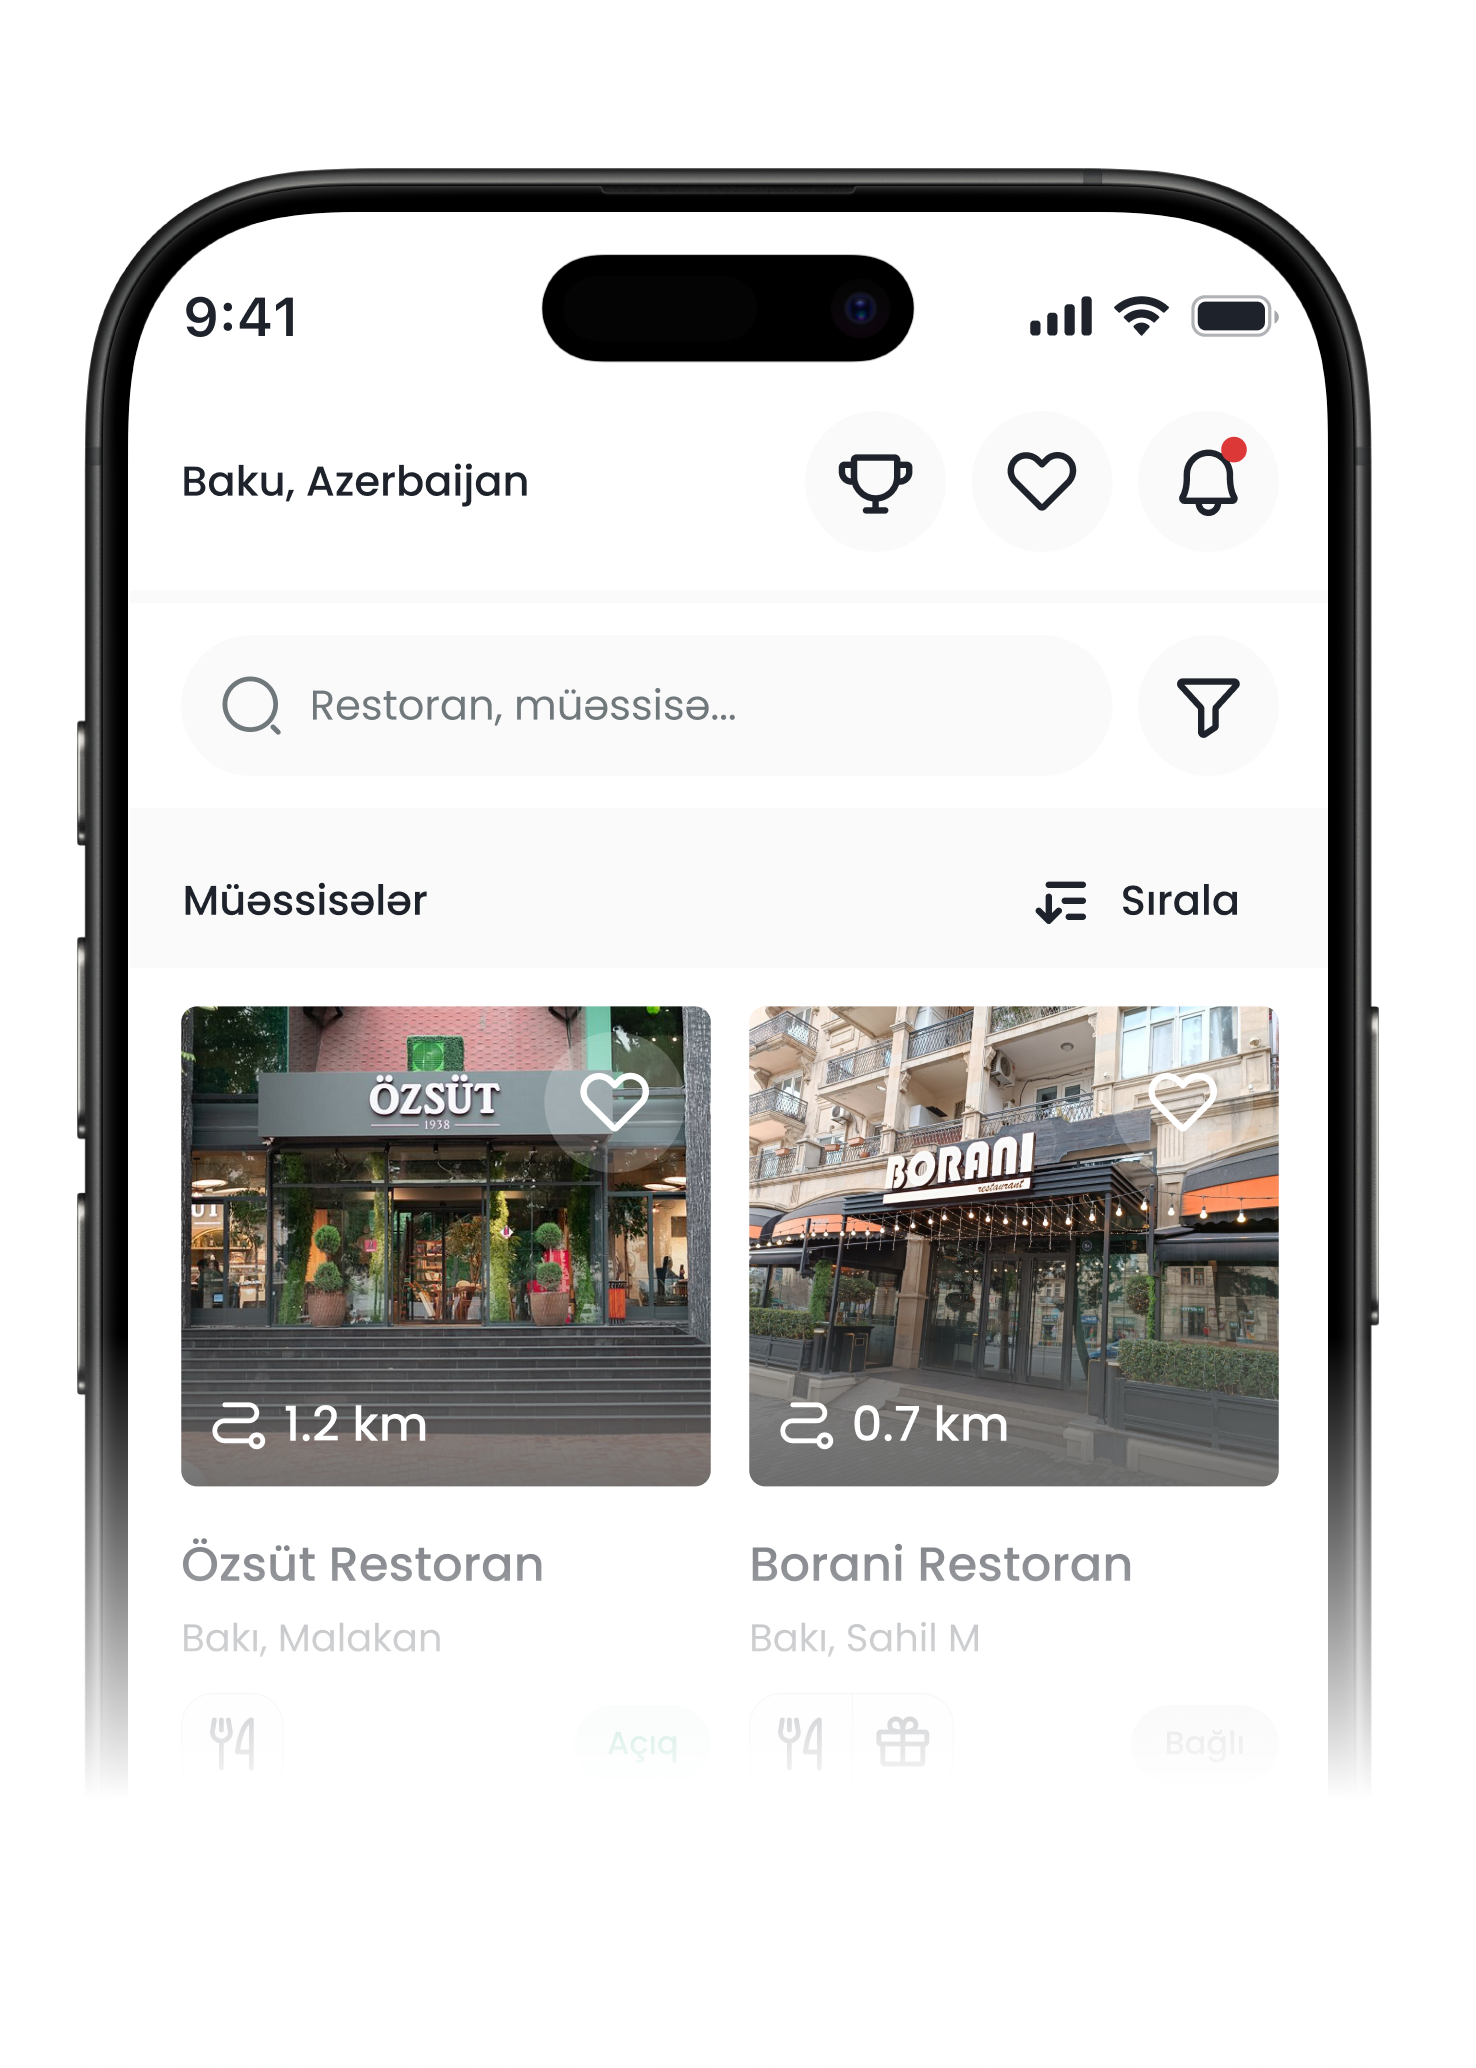 9:41
Baku, Azerbaijan
Restoran, müəssisə...
Müəssisələr
Sırala
ÖZSÜT
1938
BORANI
restaurant
1.2 km
0.7 km
Özsüt Restoran
Borani Restoran
Bakı, Malakan
Bakı, Sahil M
Açıq
Bağlı